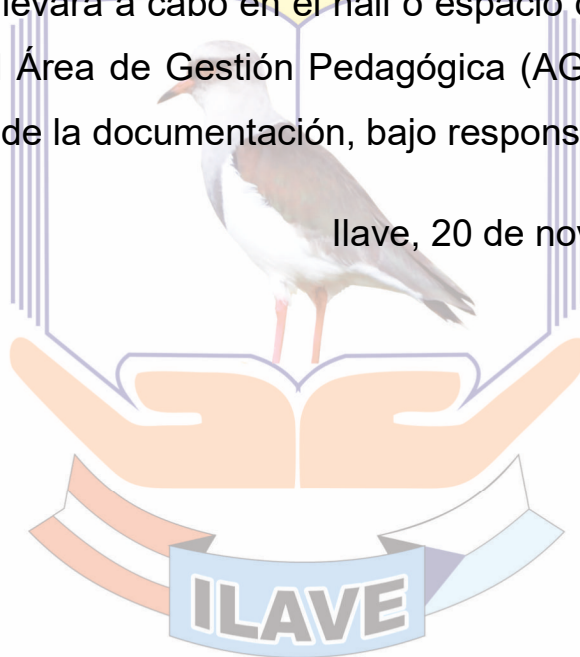 levará a cabo en el hall o espacio
Área de Gestión Pedagógica (AG
de la documentación, bajo respons
Ilave, 20 de nov
ILAVE